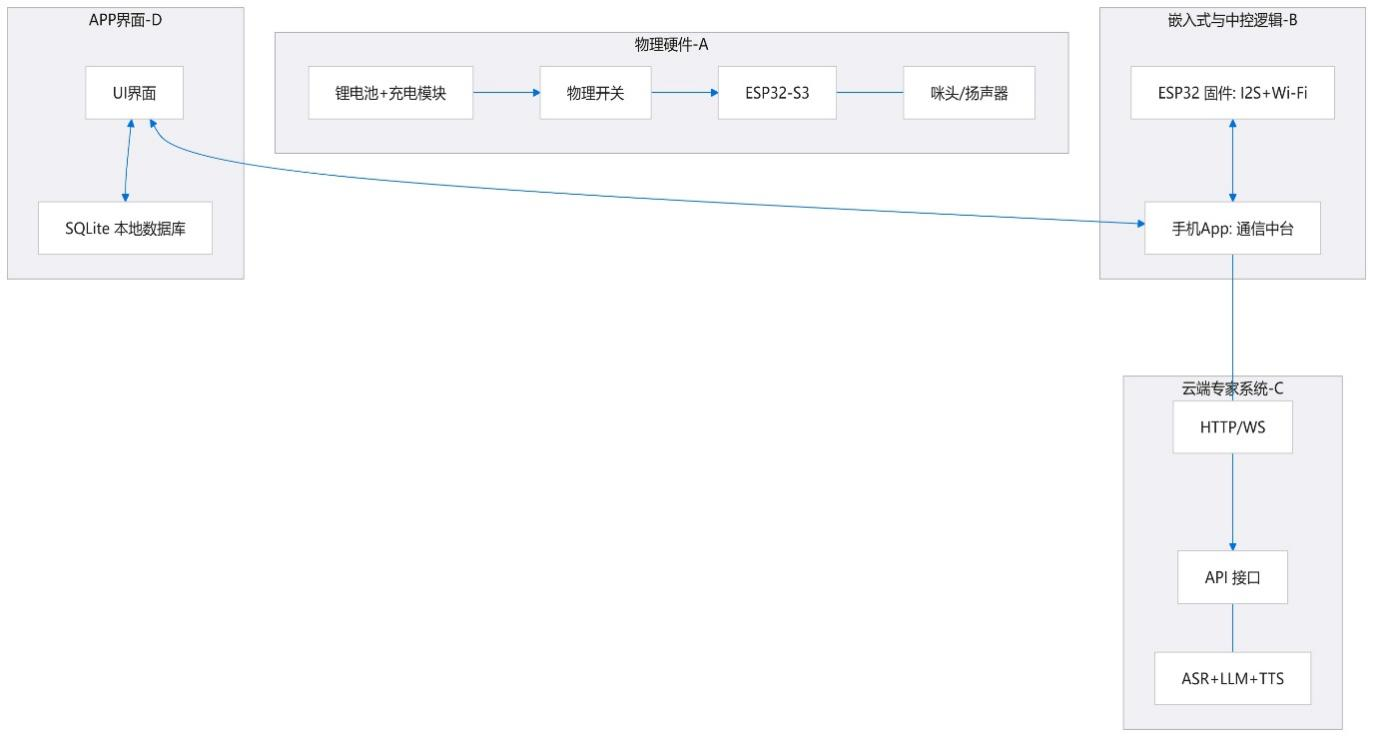 APP界面-D
UI界面
SQLite 本地数据库
物理硬件-A
锂电池+充电模块
物理开关
ESP32-S3
咪头/扬声器
嵌入式与中控逻辑-B
ESP32 固件: I2S+Wi-Fi
手机App: 通信中台
云端专家系统-C
HTTP/WS
API 接口
ASR+LLM+TTS